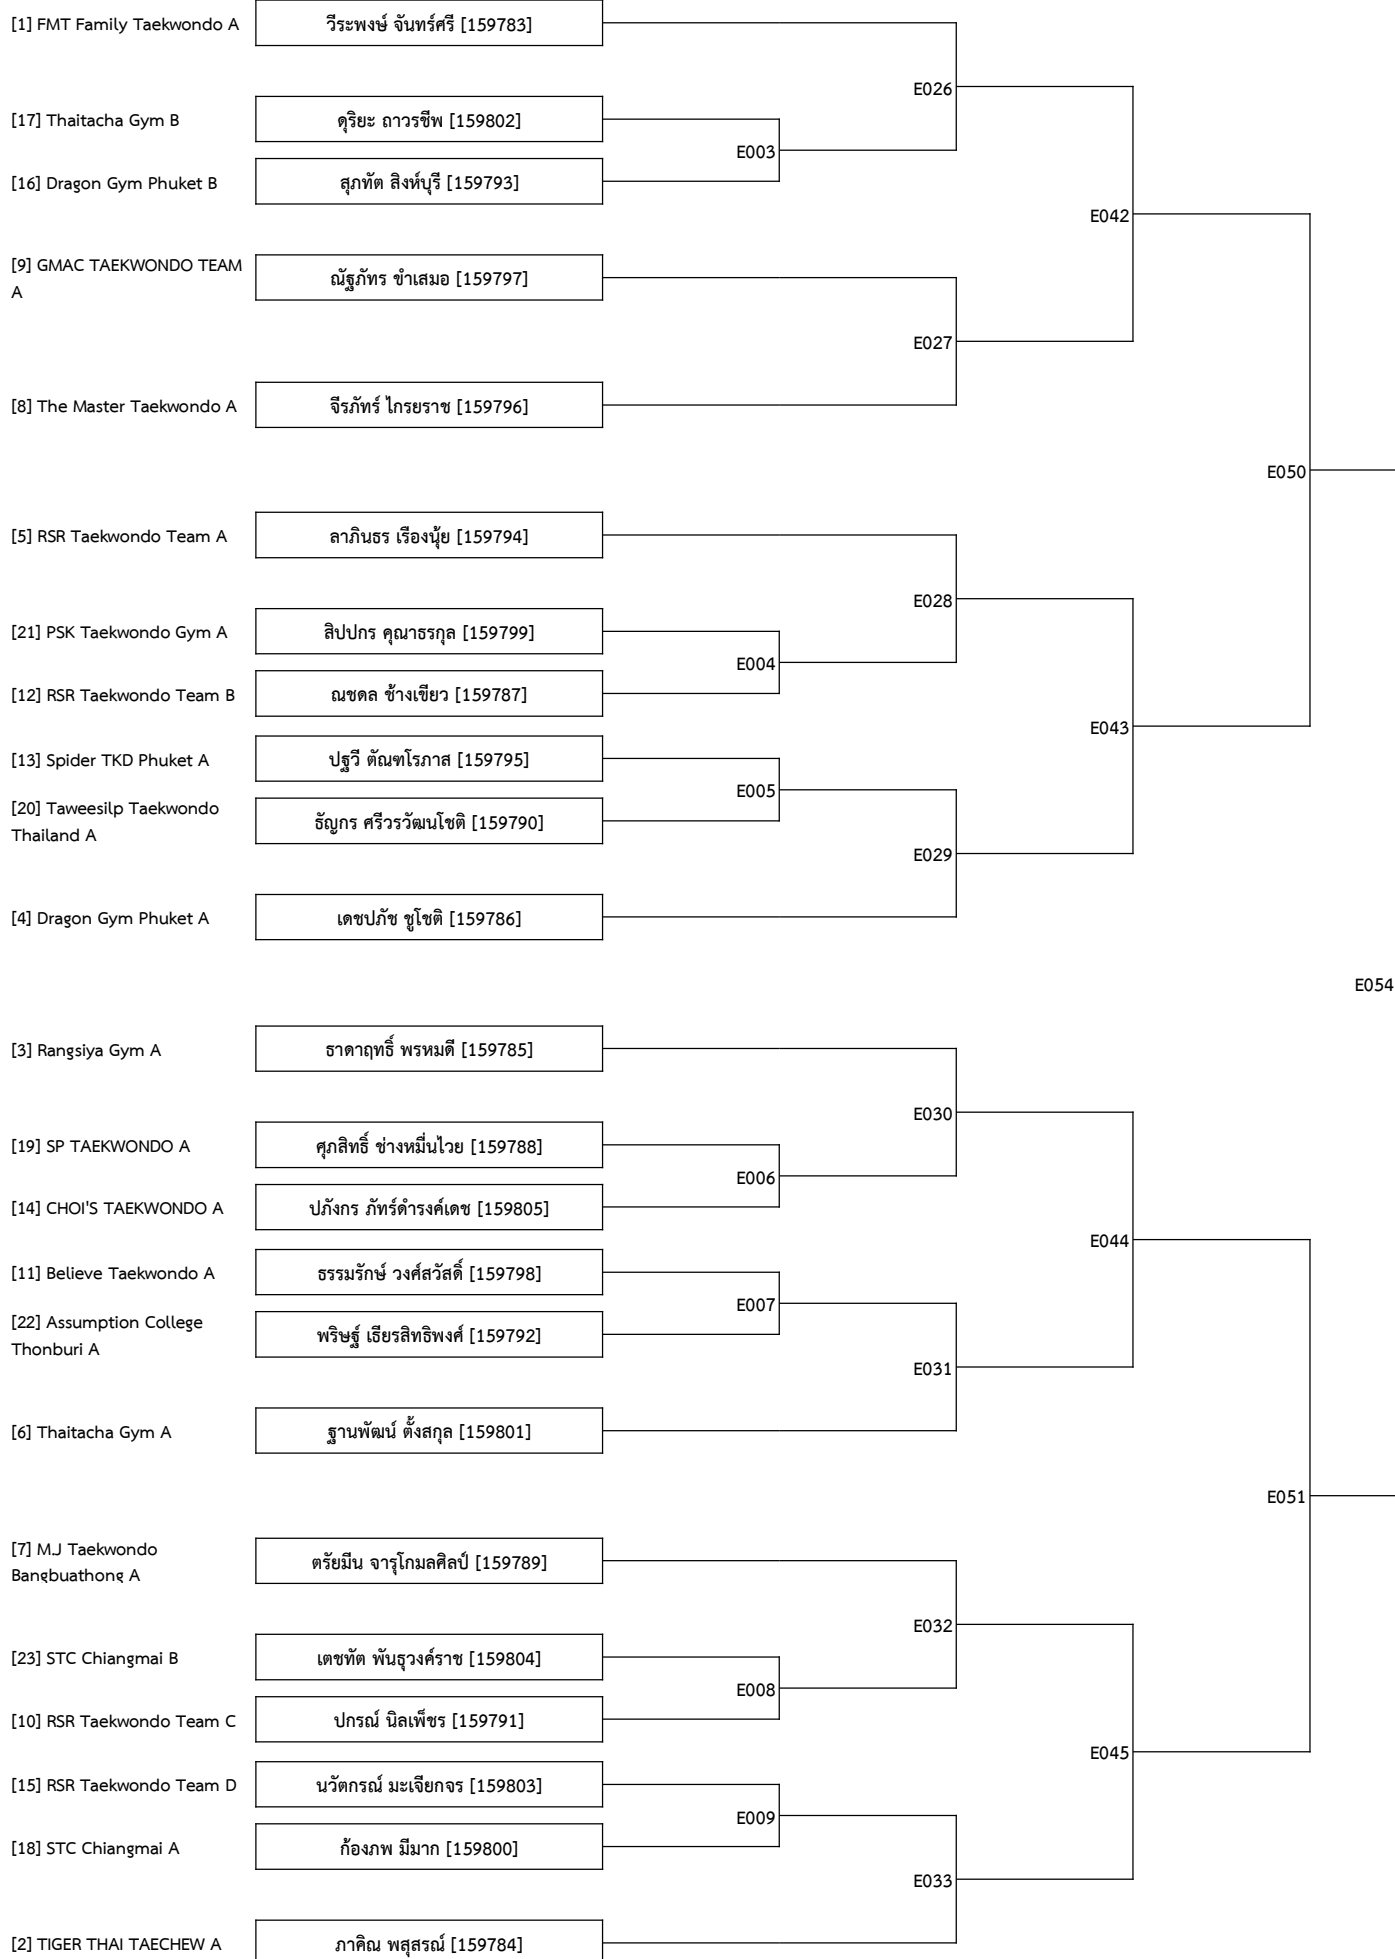 [1] FMT Family Taekwondo A
วีระพงษ์ จันทร์ศรี [159783]
E026
[17] Thaitacha Gym B
ดุริยะ ถาวรชีพ [159802]
E003
[16] Dragon Gym Phuket B
สุภทัต สิงห์บุรี [159793]
E042
[9] GMAC TAEKWONDO TEAM
A
ณัฐภัทร ขำเสมอ [159797]
E027
[8] The Master Taekwondo A
จีรภัทร์ ไกรยราช [159796]
E050
[5] RSR Taekwondo Team A
ลาภินธร เรืองนุ้ย [159794]
E028
[21] PSK Taekwondo Gym A
สิปปกร คุณาธรกุล [159799]
E004
[12] RSR Taekwondo Team B
ณชดล ช้างเขียว [159787]
E043
[13] Spider TKD Phuket A
ปฐวี ตัณฑโรภาส [159795]
E005
[20] Taweesilp Taekwondo
Thailand A
ธัญกร ศรีวรวัฒนโชติ [159790]
E029
[4] Dragon Gym Phuket A
เดชปภัช ชูโชติ [159786]
E054
[3] Rangsiya Gym A
ธาดาฤทธิ์ พรหมดี [159785]
E030
[19] SP TAEKWONDO A
ศุภสิทธิ์ ช่างหมื่นไวย [159788]
E006
[14] CHOI'S TAEKWONDO A
ปภังกร ภัทร์ดำรงค์เดช [159805]
E044
[11] Believe Taekwondo A
ธรรมรักษ์ วงศ์สวัสดิ์ [159798]
E007
[22] Assumption College
Thonburi A
พริษฐ์ เธียรสิทธิพงศ์ [159792]
E031
[6] Thaitacha Gym A
ฐานพัฒน์ ตั้งสกุล [159801]
E051
[7] M.J Taekwondo
Bangbuathong A
ตรัยมีน จารุโกมลศิลป์ [159789]
E032
[23] STC Chiangmai B
เตชทัต พันธุวงค์ราช [159804]
E008
[10] RSR Taekwondo Team C
ปกรณ์ นิลเพ็ชร [159791]
E045
[15] RSR Taekwondo Team D
นวัตกรณ์ มะเจียกจร [159803]
E009
[18] STC Chiangmai A
ก้องภพ มีมาก [159800]
E033
[2] TIGER THAI TAECHEW A
ภาคิณ พสุสรณ์ [159784]